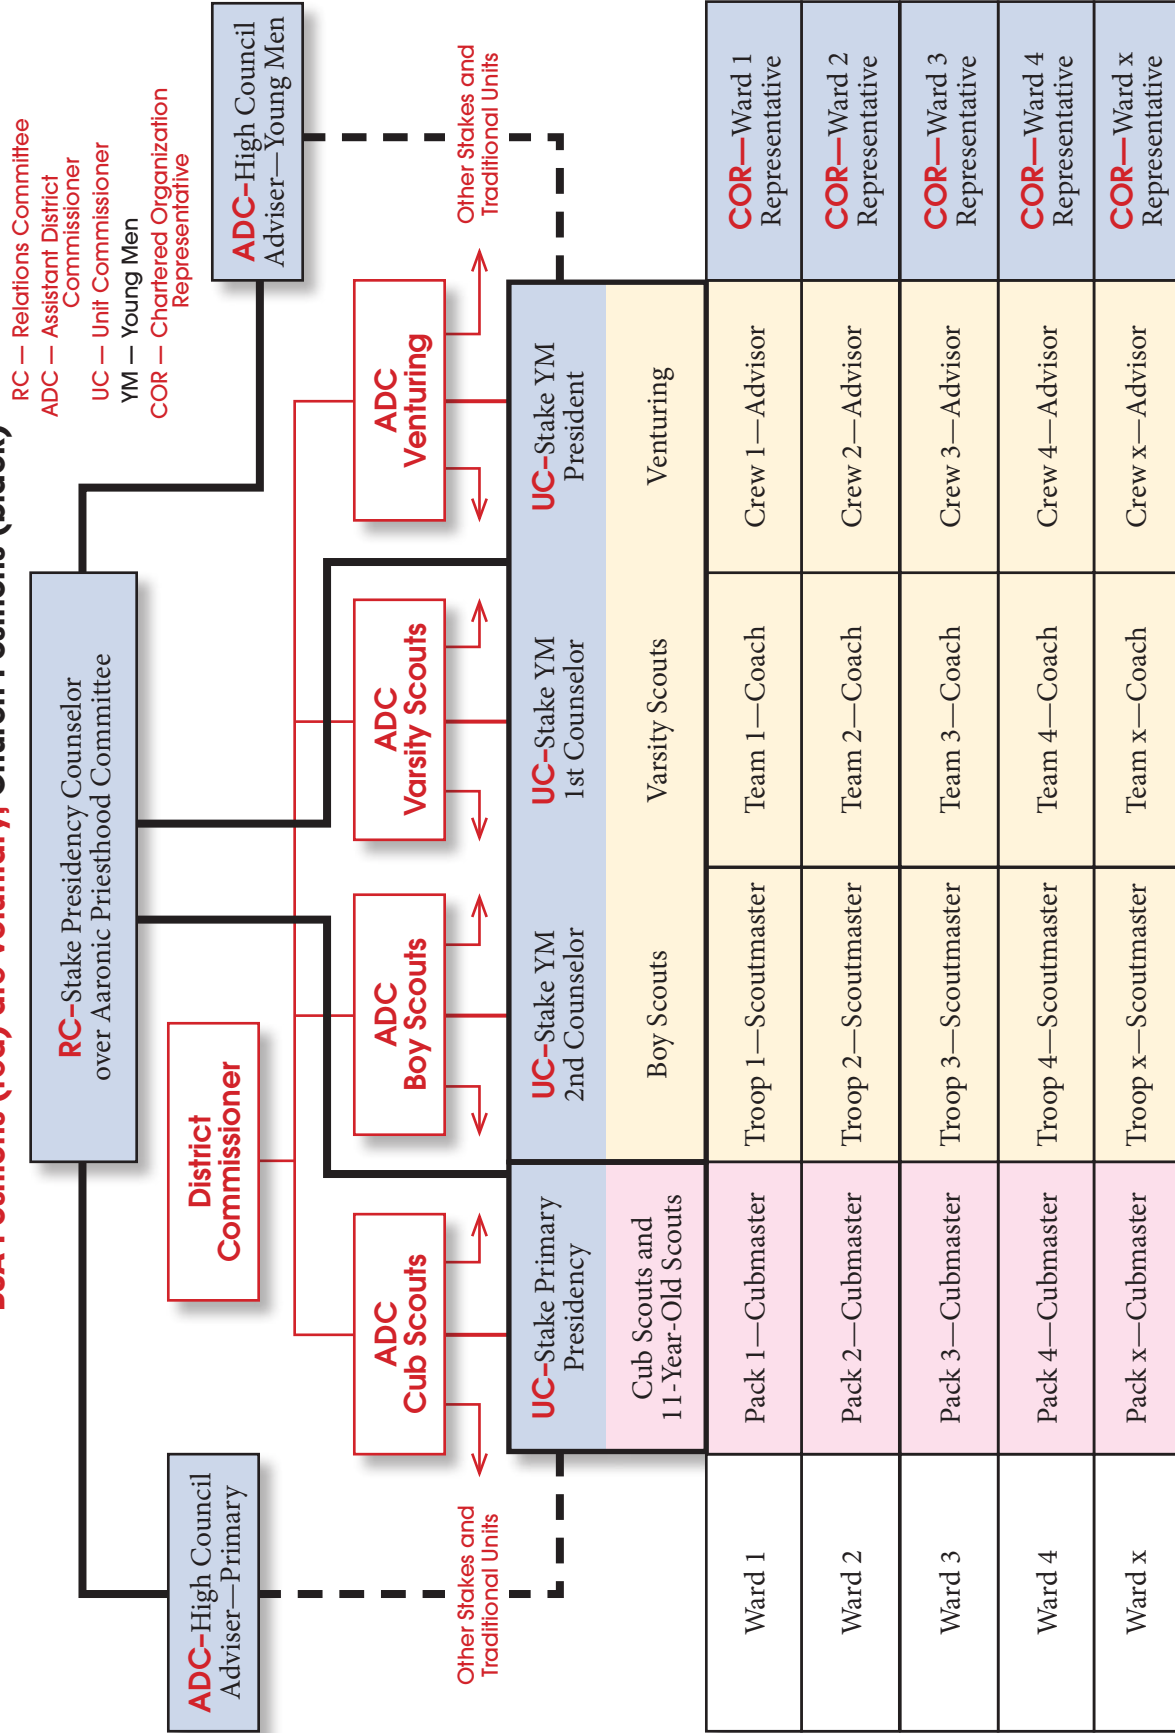 BSA Positions (red) are voluntary; Church Positions (black)
RC — Relations Committee
ADC — Assistant District
Commissioner
UC — Unit Commissioner
YM — Young Men
COR — Chartered Organization
Representative
RC–Stake Presidency Counselor
over Aaronic Priesthood Committee
ADC–High Council
Adviser—Primary
District
Commissioner
ADC–High Council
Adviser—Young Men
ADC
Cub Scouts
ADC
Boy Scouts
ADC
Varsity Scouts
ADC
Venturing
Other Stakes and
Traditional Units
Other Stakes and
Traditional Units
UC–Stake Primary
Presidency
UC–Stake YM
2nd Counselor
UC–Stake YM
1st Counselor
UC–Stake YM
President
Cub Scouts and
11-Year-Old Scouts
Boy Scouts
Varsity Scouts
Venturing
Ward 1
Pack 1—Cubmaster
Troop 1—Scoutmaster
Team 1—Coach
Crew 1—Advisor
COR—Ward 1
Representative
Ward 2
Pack 2—Cubmaster
Troop 2—Scoutmaster
Team 2—Coach
Crew 2—Advisor
COR—Ward 2
Representative
Ward 3
Pack 3—Cubmaster
Troop 3—Scoutmaster
Team 3—Coach
Crew 3—Advisor
COR—Ward 3
Representative
Ward 4
Pack 4—Cubmaster
Troop 4—Scoutmaster
Team 4—Coach
Crew 4—Advisor
COR—Ward 4
Representative
Ward x
Pack x—Cubmaster
Troop x—Scoutmaster
Team x—Coach
Crew x—Advisor
COR—Ward x
Representative